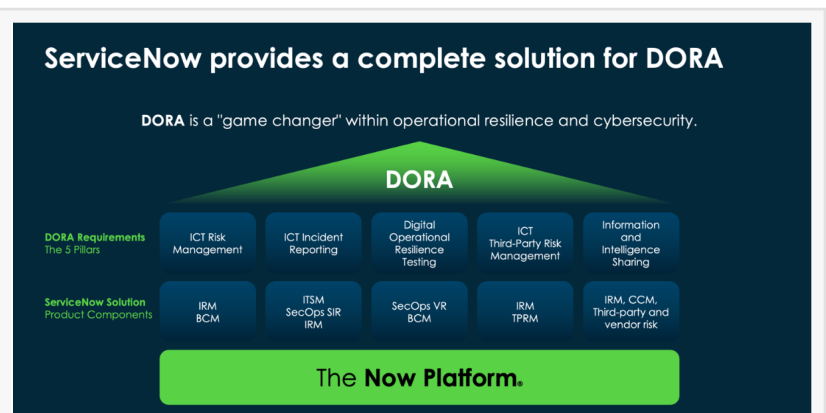 ServiceNow provides a complete solution for DORA
DORA is a "game changer" within operational resilience and cybersecurity.
DORA
DORA Requirements
The 5 Pillars
ICT Risk
Management
ICT Incident
Reporting
Digital
Operational
Resilience
Testing
ICT
Third-Party Risk
Management
Information
and
Intelligence
Sharing
ServiceNow Solution
Product Components
IRM
BCM
ITSM
SecOps SIR
IRM
SecOps VR
BCM
IRM
TPRM
IRM, CCM,
Third-party and
vendor risk
The Now Platform®